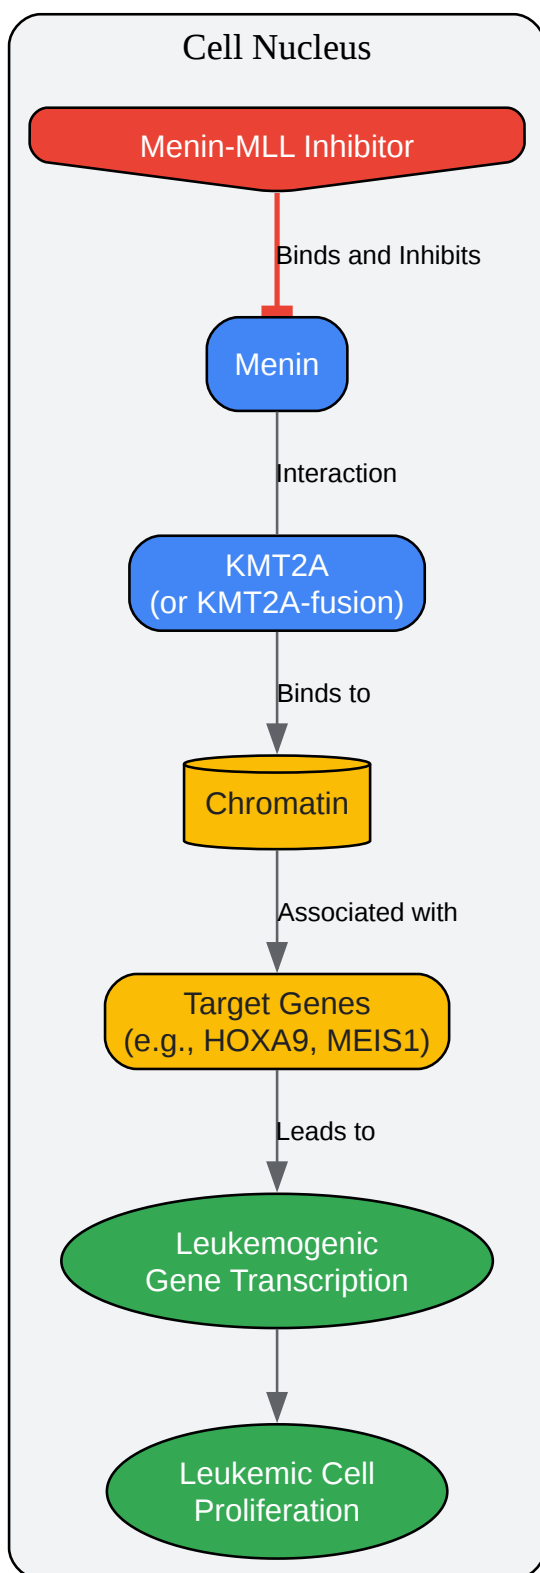 Cell Nucleus
Menin-MLL Inhibitor
Binds and Inhibits
Menin
Interaction
KMT2A
(or KMT2A-fusion)
Binds to
Chromatin
Associated with
Target Genes
(e.g., HOXA9, MEIS1)
Leads to
Leukemogenic
Gene Transcription
Leukemic Cell
Proliferation